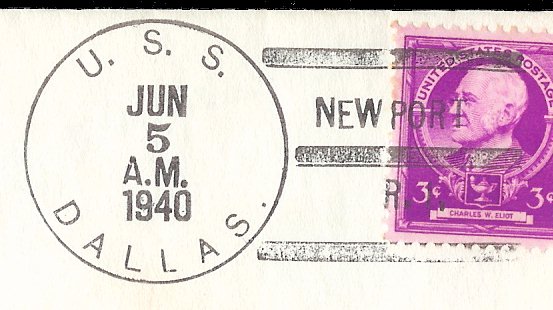 U. S. S.
JUN
5
A.M.
1940
DALLAS.
NEWPORT
R. I.
UNITED STATES POSTAGE
3¢ 3¢
CHARLES W. ELIOT